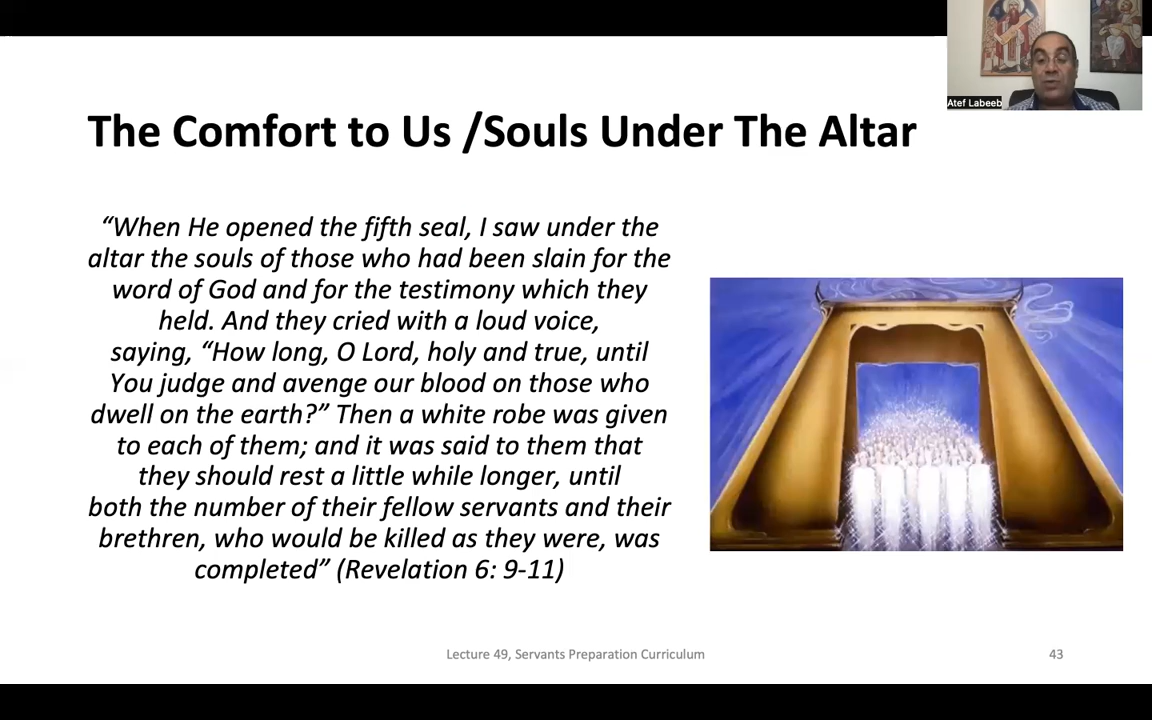 Atef Labeeb
The Comfort to Us /Souls Under The Altar
“When He opened the fifth seal, I saw under the
altar the souls of those who had been slain for the
word of God and for the testimony which they
held. And they cried with a loud voice,
saying, “How long, O Lord, holy and true, until
You judge and avenge our blood on those who
dwell on the earth?” Then a white robe was given
to each of them; and it was said to them that
they should rest a little while longer, until
both the number of their fellow servants and their
brethren, who would be killed as they were, was
completed” (Revelation 6: 9-11)
Lecture 49, Servants Preparation Curriculum
43